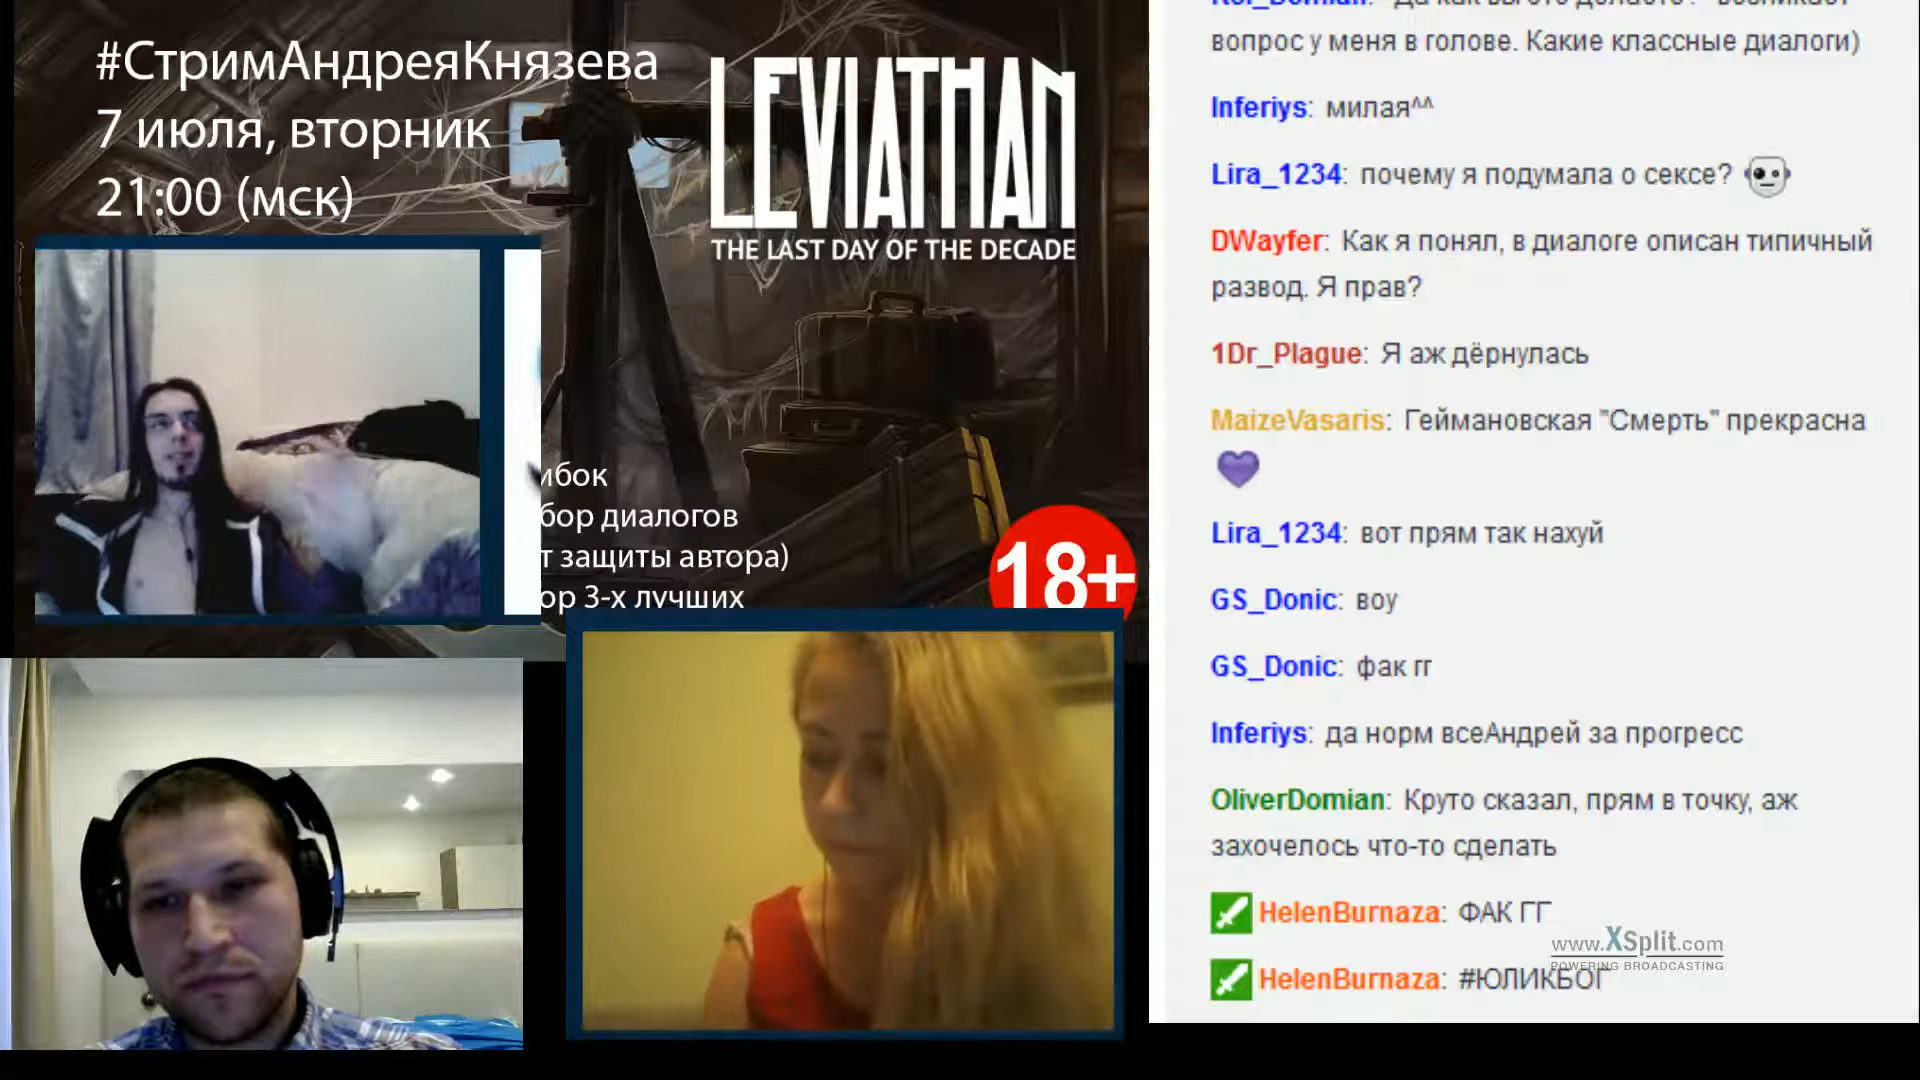 #СтримАндреяКнязева
7 июля, вторник
21:00 (мск)
LEVIATHAN
THE LAST DAY OF THE DECADE
ибок
бор диалогов
т защиты автора)
ор 3-х лучших
18+
вопрос у меня в голове. Какие классные диалоги)
Inferiys: милая^^
Lira_1234: почему я подумала о сексе?
DWayfer: Как я понял, в диалоге описан типичный
развод. Я прав?
1Dr_Plague: Я аж дёрнулась
MaizeVasaris: Геймановская "Смерть" прекрасна
Lira_1234: вот прям так нахуй
GS_Donic: воу
GS_Donic: фак гг
Inferiys: да норм всеАндрей за прогресс
OliverDomian: Круто сказал, прям в точку, аж
захочелось что-то сделать
HelenBurnaza: ФАК ГГ
www.XSplit.com
POWERING BROADCASTING
HelenBurnaza: #ЮЛИКБОГ